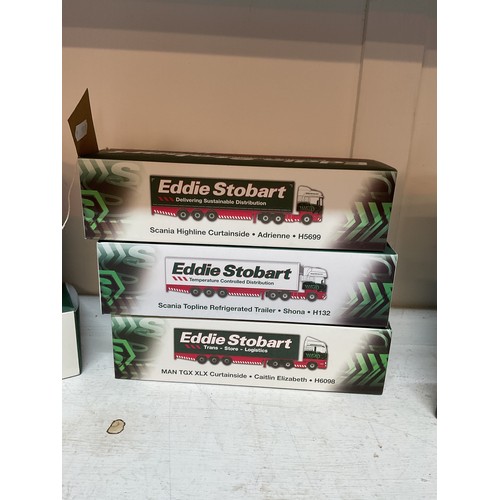 Eddie Stobart
Delivering Sustainable Distribution
Scania Highline Curtainside • Adrienne • H5699
Eddie Stobart
Temperature Controlled Distribution
Scania Topline Refrigerated Trailer • Shona • H132
Eddie Stobart
Trans - Store - Logistics
MAN TGX XLX Curtainside • Caitlin Elizabeth • H6098